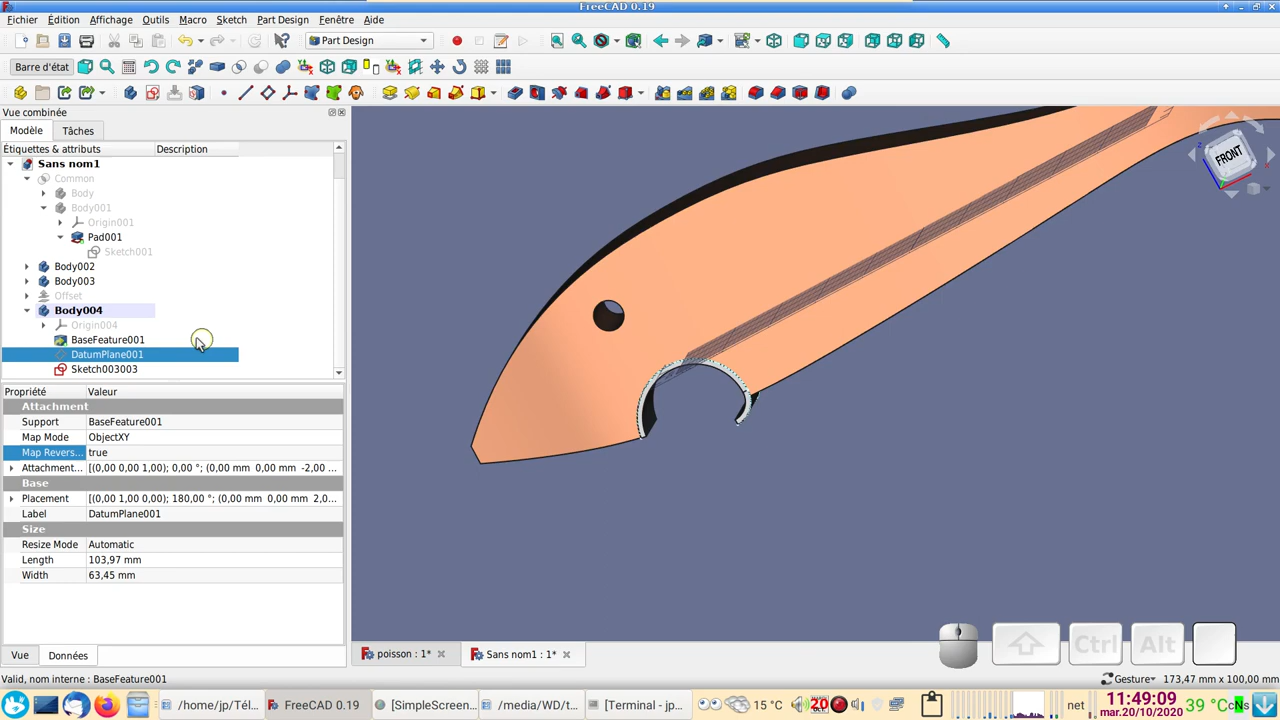 FreeCAD 0.19
Fichier Édition Affichage Outils Macro Sketch Part Design Fenêtre Aide
Part Design
Barre d'état
Vue combinée
Modèle Tâches
Étiquettes & attributs Description
Sans nom1
Common
Body
Body001
Origin001
Pad001
Sketch001
Body002
Body003
Offset
Body004
Origin004
BaseFeature001
DatumPlane001
Sketch003003
Propriété Valeur
Attachment
Support BaseFeature001
Map Mode ObjectXY
Map Revers... true
Attachment... [(0,00 0,00 1,00); 0,00 °; (0,00 mm 0,00 mm -2,00 ...
Base
Placement [(0,00 1,00 0,00); 180,00 °; (0,00 mm 0,00 mm 2,0...
Label DatumPlane001
Size
Resize Mode Automatic
Length 103,97 mm
Width 63,45 mm
FRONT
Z
X
Vue Données
poisson : 1* Sans nom1 : 1*
Ctrl Alt
Valid, nom interne : BaseFeature001
Gesture 173,47 mm x 100,00 mm
/home/jp/Tél... FreeCAD 0.19 [SimpleScreen... /media/WD/t... [Terminal - jp... 15 °C 20 net 11:49:09 mar.20/10/2020 39 °C